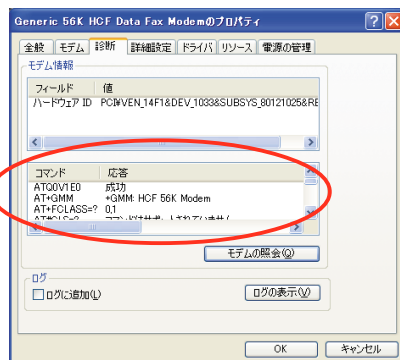 Generic 56K HCF Data Fax Modemのプロパティ
全般 モデム 診断 詳細設定 ドライバ リソース 電源の管理
モデム情報
フィールド 値
ハードウェア ID PCI¥VEN_14F1&DEV_1033&SUBSYS_80121025&RE
コマンド 応答
ATQ0V1E0 成功
AT+GMM +GMM: HCF 56K Modem
AT+FCLASS=? 0,1
モデムの照会(Q)
ログ
ログに追加(L)
ログの表示(V)
OK キャンセル